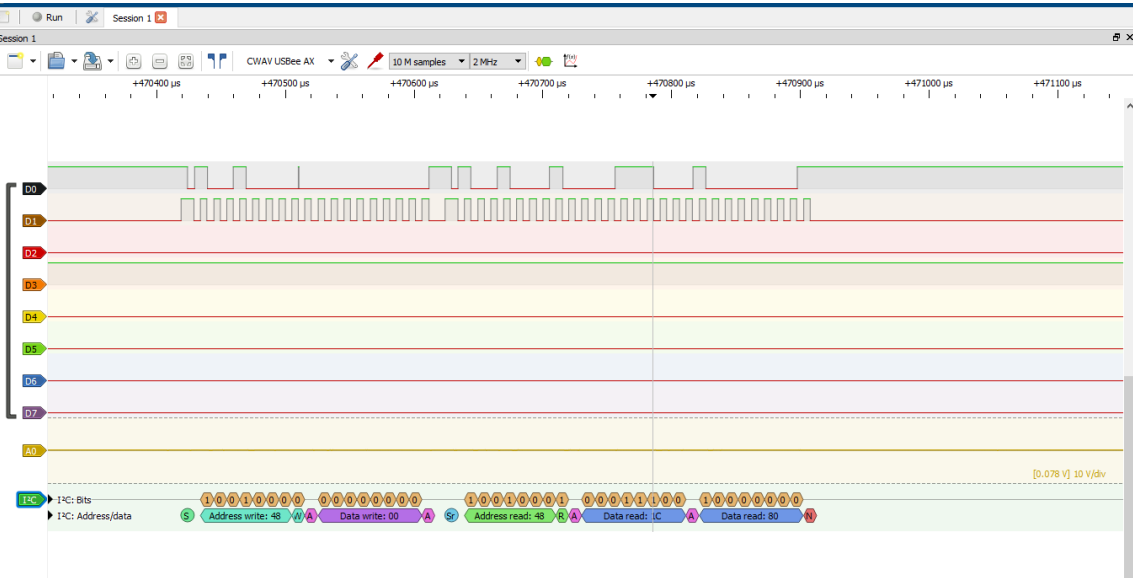 Run Session 1
Session 1
CWAV USBee AX 10 M samples 2 MHz
+470400 µs +470500 µs +470600 µs +470700 µs +470800 µs +470900 µs +471000 µs +471100 µs
D0
D1
D2
D3
D4
D5
D6
D7
A0
[0.078 V] 10 V/div
I²C I²C: Bits 1 0 0 1 0 0 0 0 0 0 0 0 0 0 0 0 1 0 0 1 0 0 0 1 0 0 0 1 1 1 0 0 1 0 0 0 0 0 0 0
I²C: Address/data S Address write: 48 W A Data write: 00 A Sr Address read: 48 R A Data read: 1C A Data read: 80 N